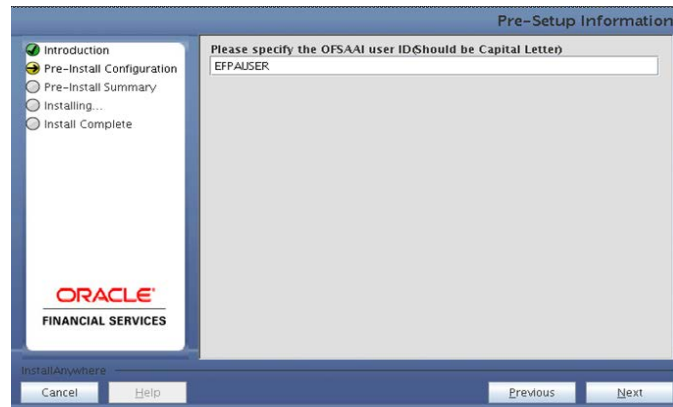 Pre-Setup Information
Introduction
Pre-Install Configuration
Pre-Install Summary
Installing...
Install Complete
Please specify the OFSAAI user ID(Should be Capital Letter)
EFPAUSER
ORACLE
FINANCIAL SERVICES
InstallAnywhere
Cancel
Help
Previous
Next